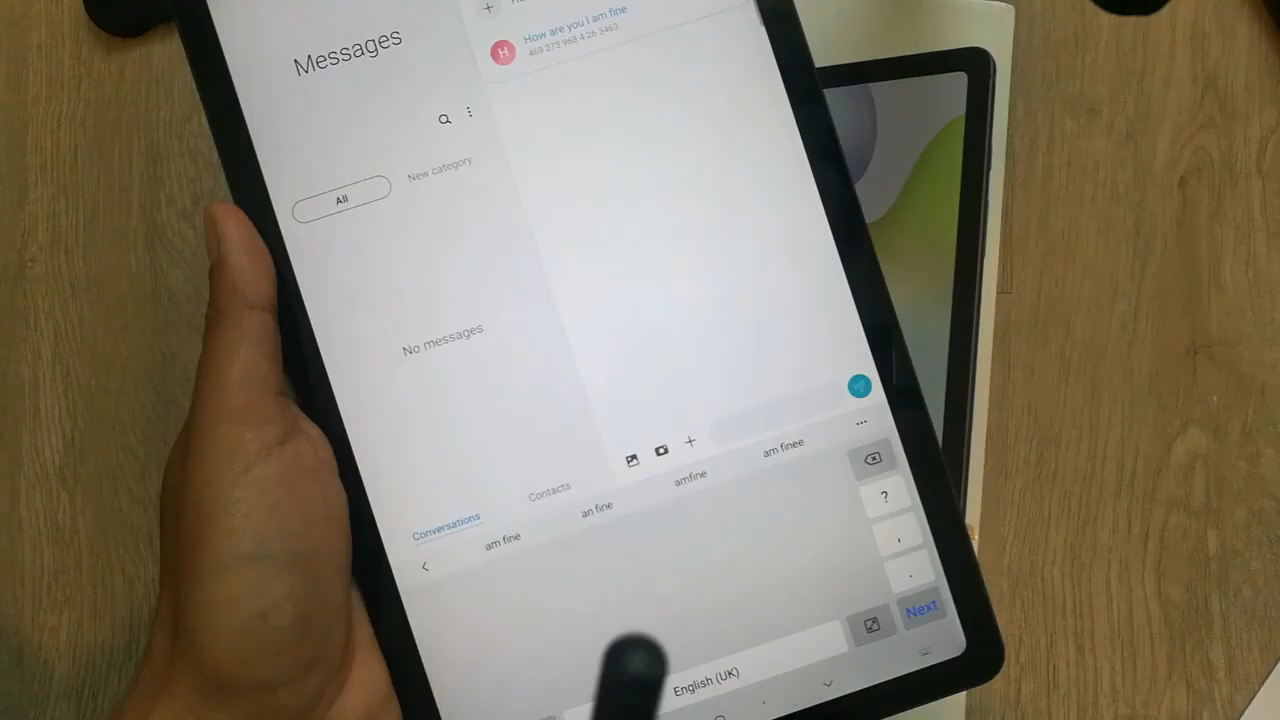 Messages
How are you I am fine
469 273 968 4 26 3463
All
New category
No messages
Conversations
Contacts
am fine
an fine
amfine
am finee
?
,
.
Next
English (UK)